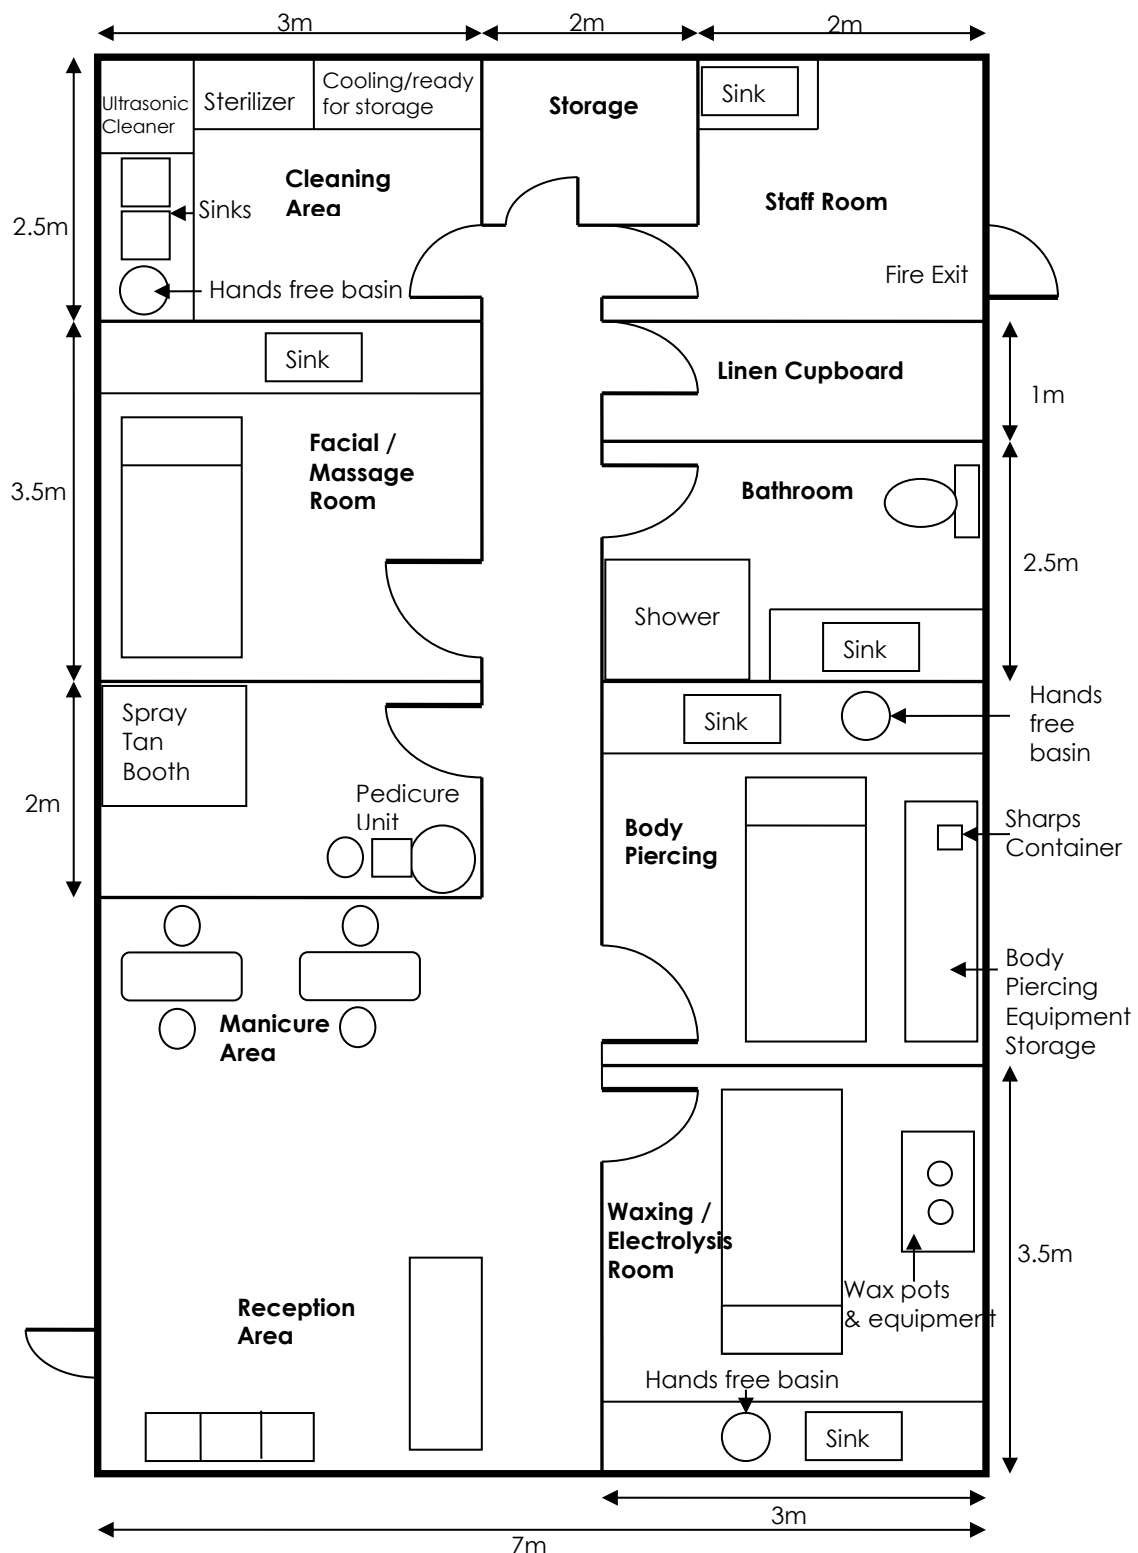 3m
2m
2m
Ultrasonic
Cleaner
Sterilizer
Cooling/ready
for storage
Storage
Sink
Cleaning
Area
Sinks
Staff Room
2.5m
Hands free basin
Fire Exit
Sink
Linen Cupboard
1m
Facial /
Massage
Room
3.5m
Bathroom
2.5m
Shower
Sink
Spray
Tan
Booth
Sink
Hands
free
basin
2m
Pedicure
Unit
Body
Piercing
Sharps
Container
Body
Piercing
Equipment
Storage
Manicure
Area
Waxing /
Electrolysis
Room
3.5m
Wax pots
& equipment
Reception
Area
Hands free basin
Sink
3m
7m